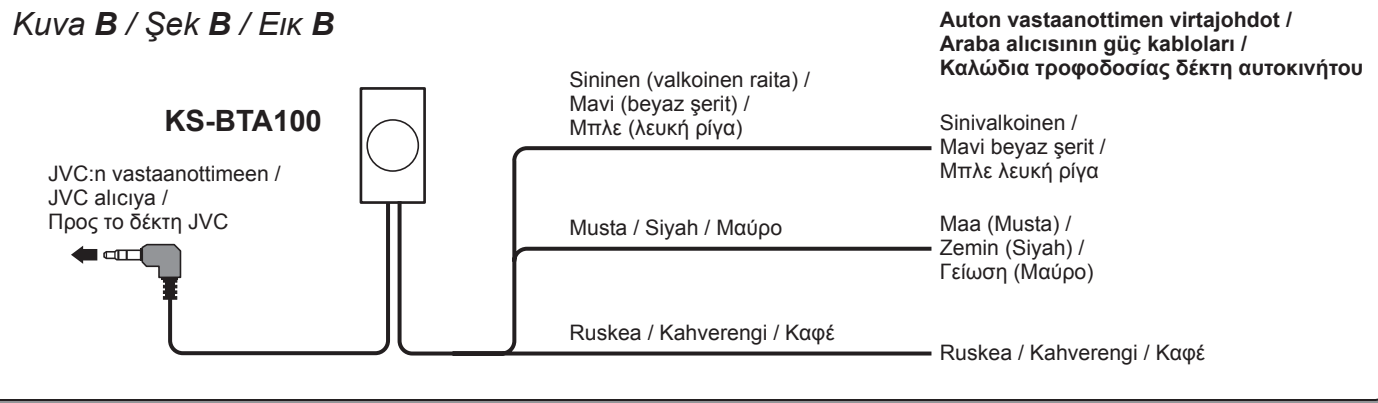 Kuva B / Şek B / Εικ B
Auton vastaanottimen virtajohdot /
Araba alıcısının güç kabloları /
Καλώδια τροφοδοσίας δέκτη αυτοκινήτου
KS-BTA100
JVC:n vastaanottimeen /
JVC alıcıya /
Προς το δέκτη JVC
Sininen (valkoinen raita) /
Mavi (beyaz şerit) /
Μπλε (λευκή ρίγα)
Sinivalkoinen /
Mavi beyaz şerit /
Μπλε λευκή ρίγα
Musta / Siyah / Μαύρο
Maa (Musta) /
Zemin (Siyah) /
Γείωση (Μαύρο)
Ruskea / Kahverengi / Καφέ
Ruskea / Kahverengi / Καφέ